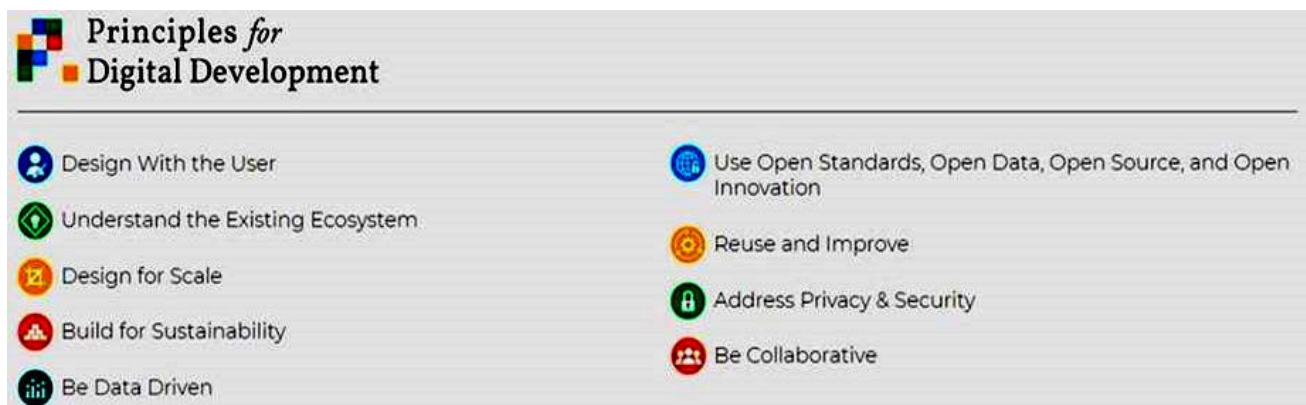 Principles for
Digital Development
Design With the User
Understand the Existing Ecosystem
Design for Scale
Build for Sustainability
Be Data Driven
Use Open Standards, Open Data, Open Source, and Open
Innovation
Reuse and Improve
Address Privacy & Security
Be Collaborative